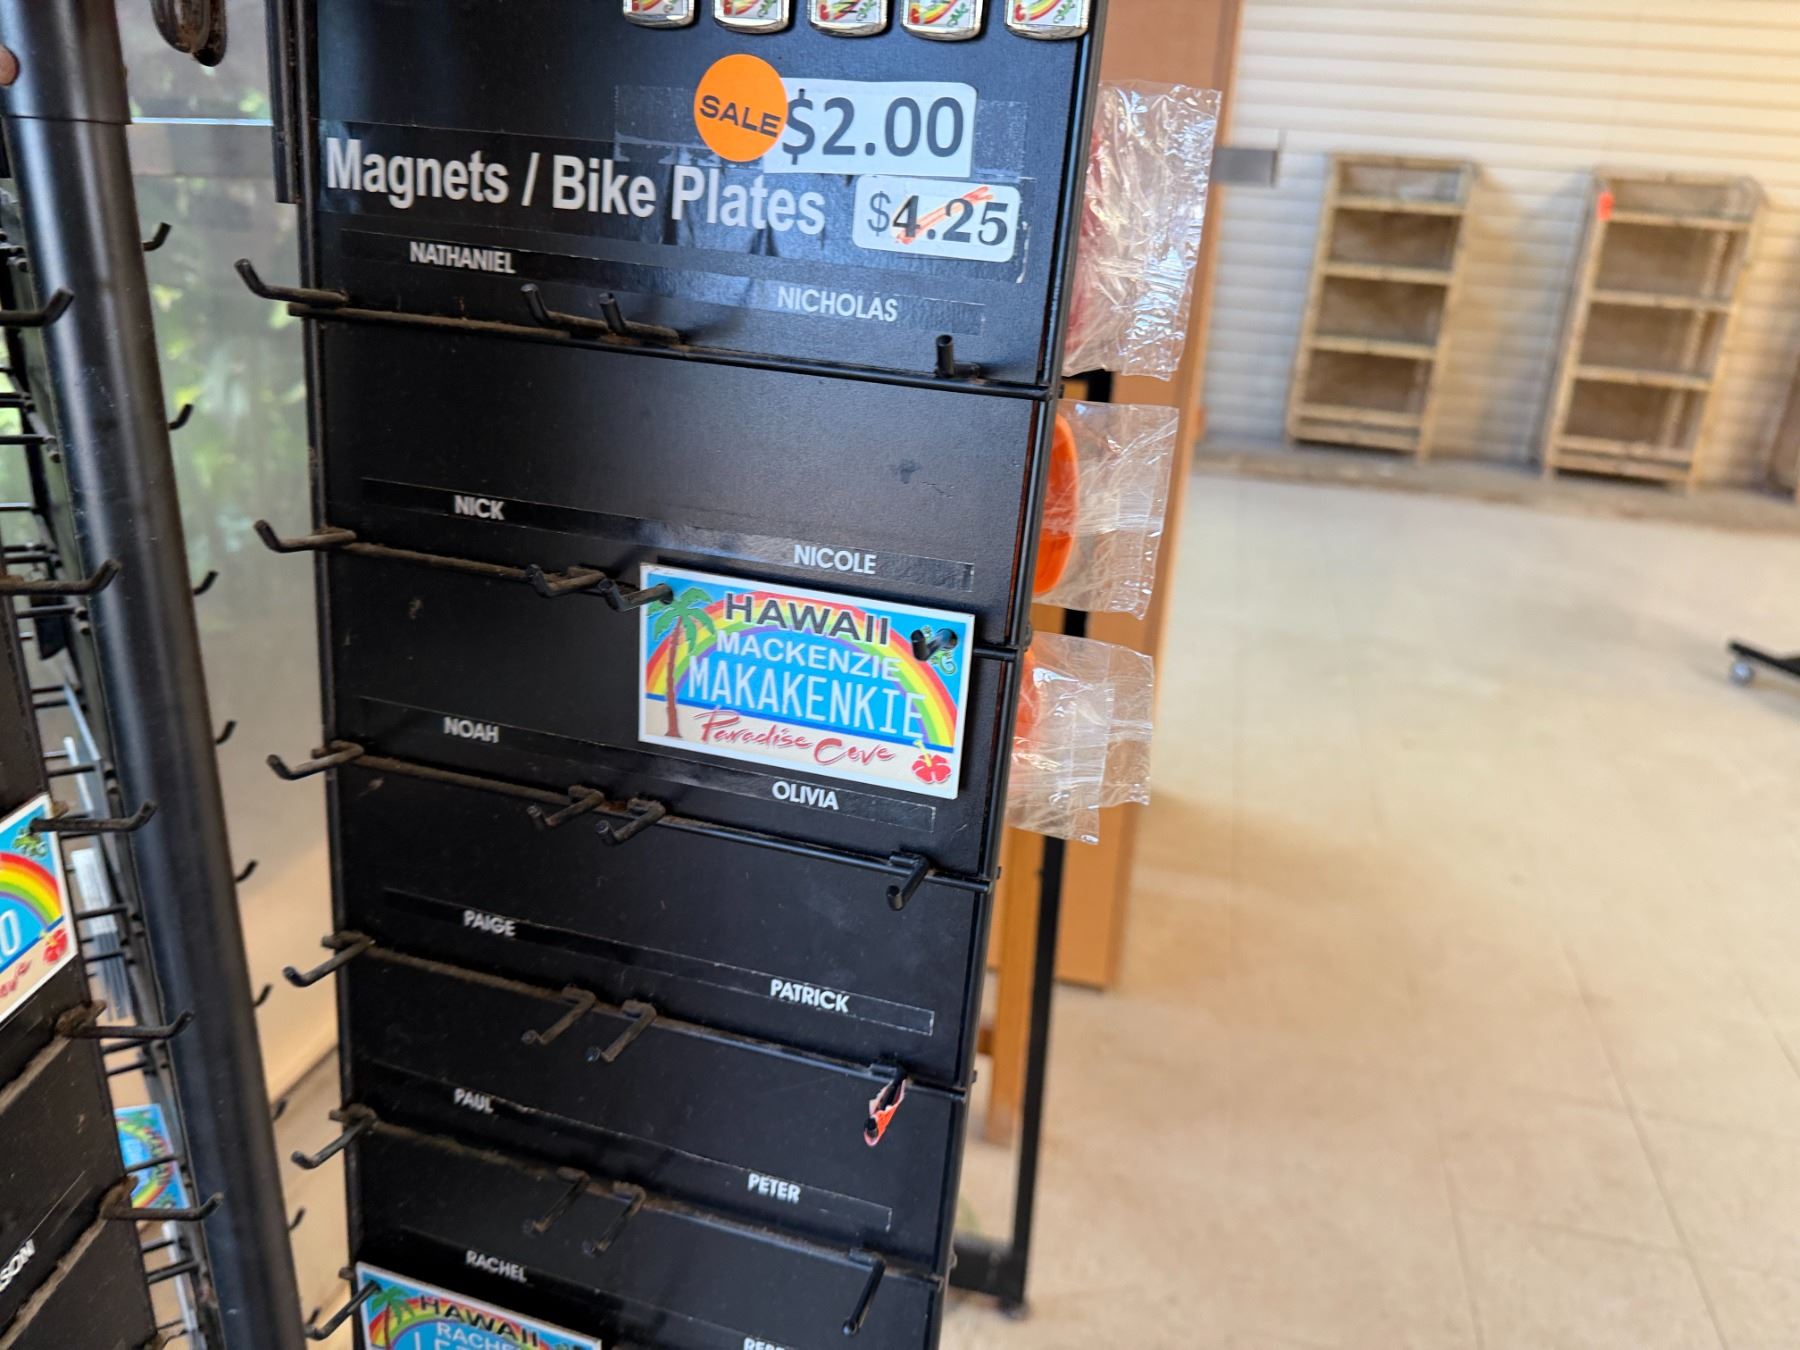 SALE $2.00
Magnets / Bike Plates $4.25
NATHANIEL
NICHOLAS
NICK
NICOLE
HAWAII
MACKENZIE
MAKAKENKIE
Paradise Cove
NOAH
OLIVIA
PAIGE
PATRICK
PAUL
PETER
RACHEL
HAWAII